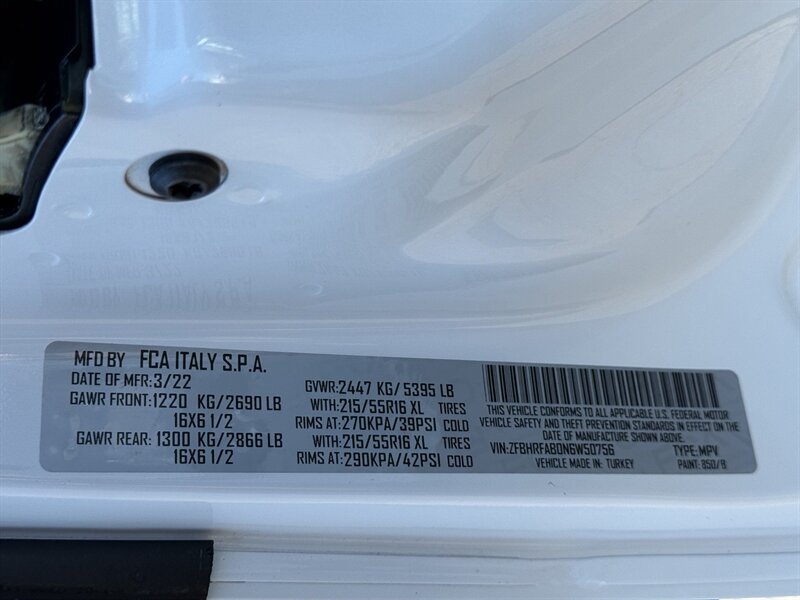 MFD BY FCA ITALY S.P.A.
DATE OF MFR:3/22
GAWR FRONT:1220 KG/2690 LB
16X6 1/2
GAWR REAR:1300 KG/2866 LB
16X6 1/2
GVWR:2447 KG/5395 LB
WITH:215/55R16 XL TIRES
RIMS AT:270KPA/39PSI COLD
WITH:215/55R16 XL TIRES
RIMS AT:290KPA/42PSI COLD
THIS VEHICLE CONFORMS TO ALL APPLICABLE U.S. FEDERAL MOTOR
VEHICLE SAFETY AND THEFT PREVENTION STANDARDS IN EFFECT ON THE
DATE OF MANUFACTURE SHOWN ABOVE.
VIN:ZFBHRFAB0N6W50756 TYPE:MPV
VEHICLE MADE IN: TURKEY PAINT: 850/B